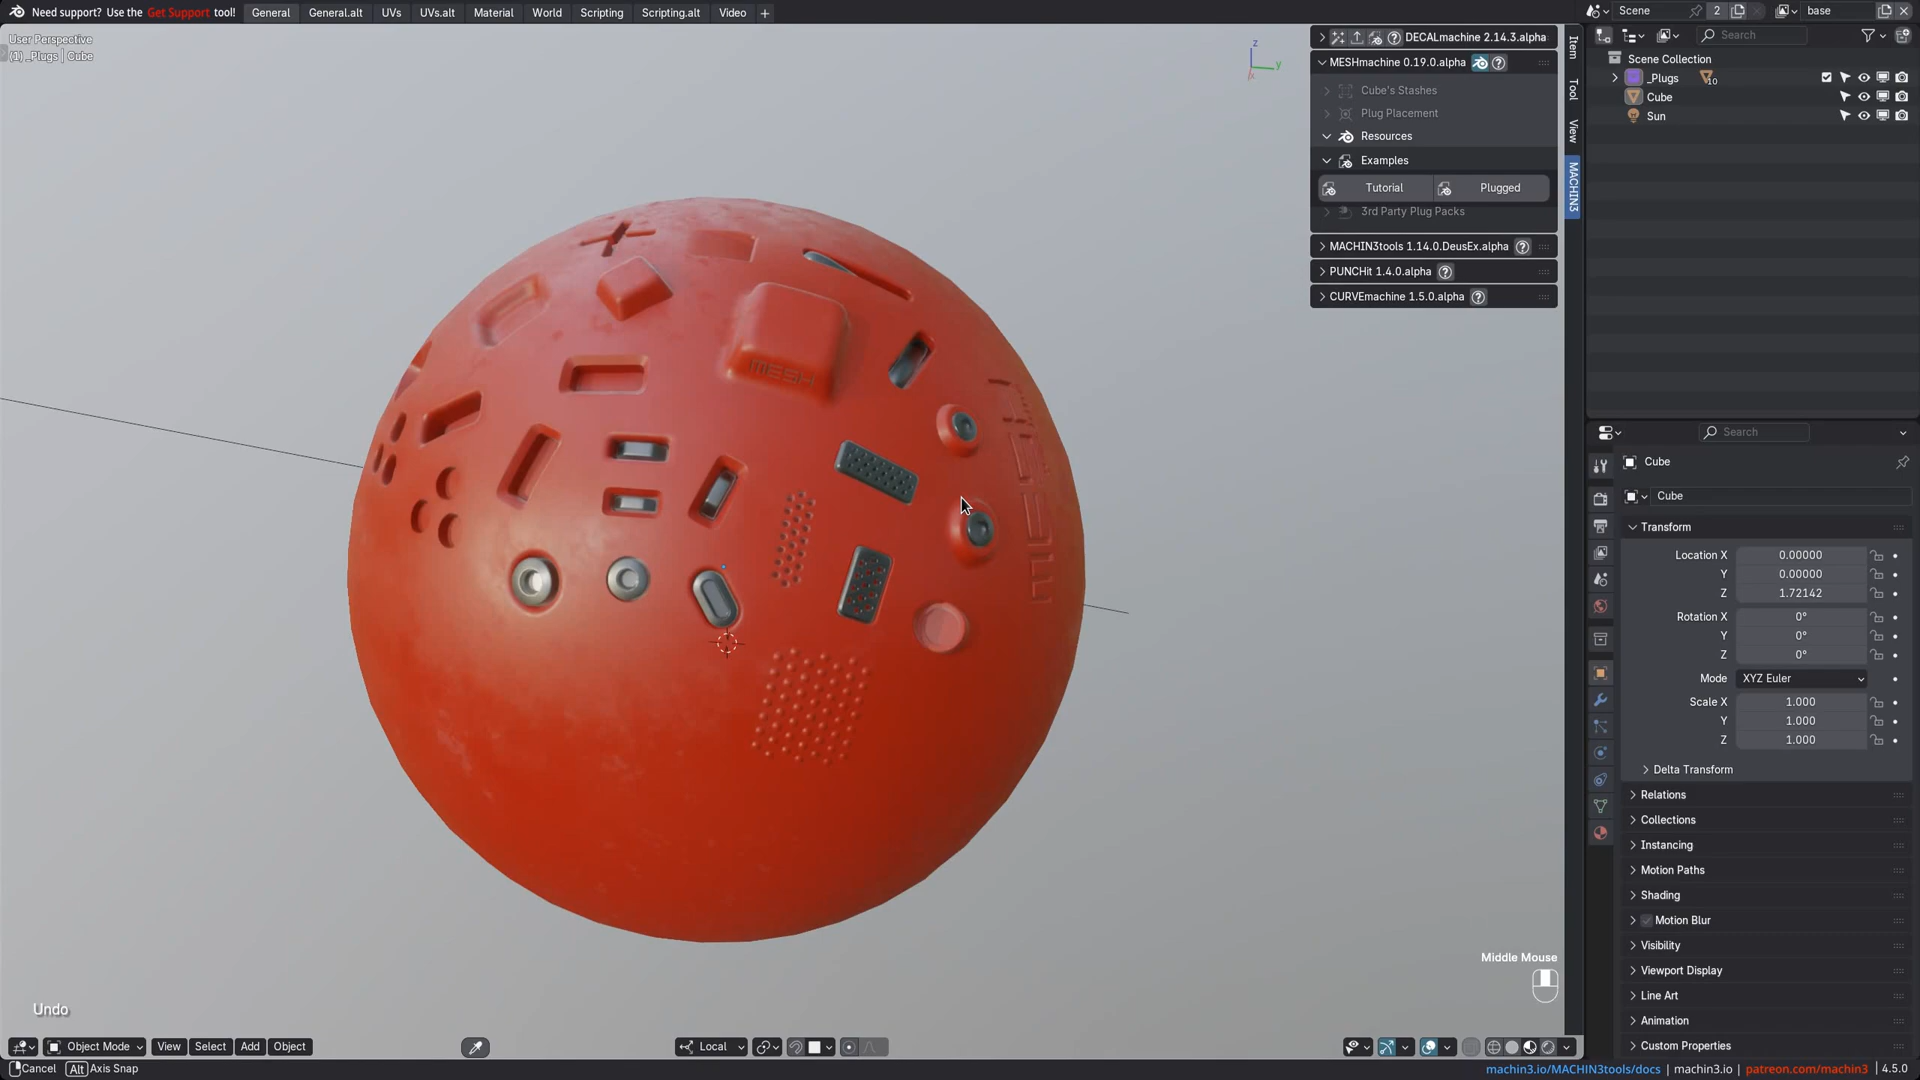 Need support? Use the Get Support tool!
General
General.alt
UVs
UVs.alt
Material
World
Scripting
Scripting.alt
Video
+
Scene
2
base
User Perspective
(1) _Plugs | Cube
Z
Y
X
DECALmachine 2.14.3.alpha
MESHmachine 0.19.0.alpha
Cube's Stashes
Plug Placement
Resources
Examples
Tutorial
Plugged
3rd Party Plug Packs
MACHIN3tools 1.14.0.DeusEx.alpha
PUNCHit 1.4.0.alpha
CURVEmachine 1.5.0.alpha
Item
Tool
View
MACHIN3
Search
Scene Collection
_Plugs
10
Cube
Sun
MESH
Search
Cube
Cube
Transform
Location X 0.00000
Y 0.00000
Z 1.72142
Rotation X 0°
Y 0°
Z 0°
Mode XYZ Euler
Scale X 1.000
Y 1.000
Z 1.000
Delta Transform
Relations
Collections
Instancing
Motion Paths
Shading
Motion Blur
Visibility
Viewport Display
Line Art
Animation
Custom Properties
Middle Mouse
Undo
Object Mode
View
Select
Add
Object
Local
Cancel
Alt Axis Snap
machin3.io/MACHIN3tools/docs | machin3.io | patreon.com/machin3 | 4.5.0